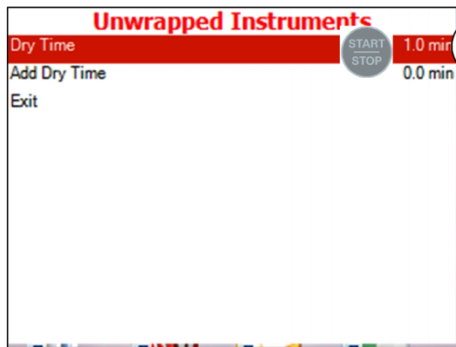 Unwrapped Instruments
Dry Time START STOP 1.0 min
Add Dry Time 0.0 min
Exit